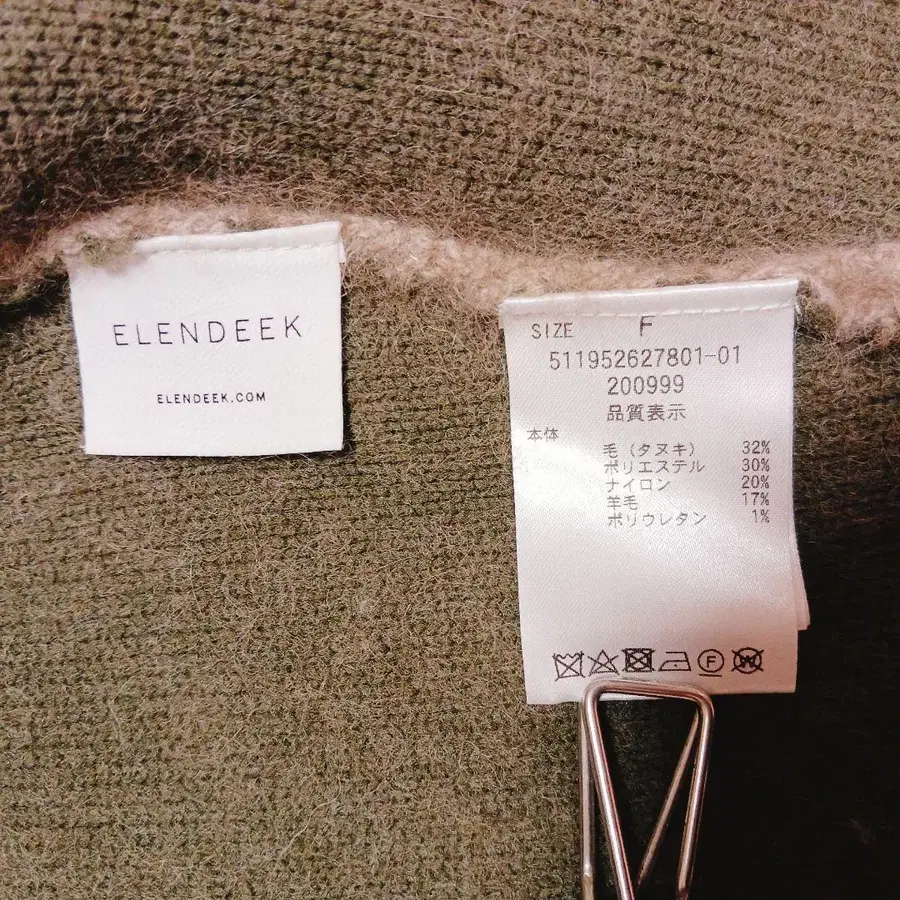 ELENDEEK
ELENDEEK.COM
SIZE F
511952627801-01
200999
品質表示
本体
毛(タヌキ) 32%
ポリエステル 30%
ナイロン 20%
羊毛 17%
ポリウレタン 1%
F
W